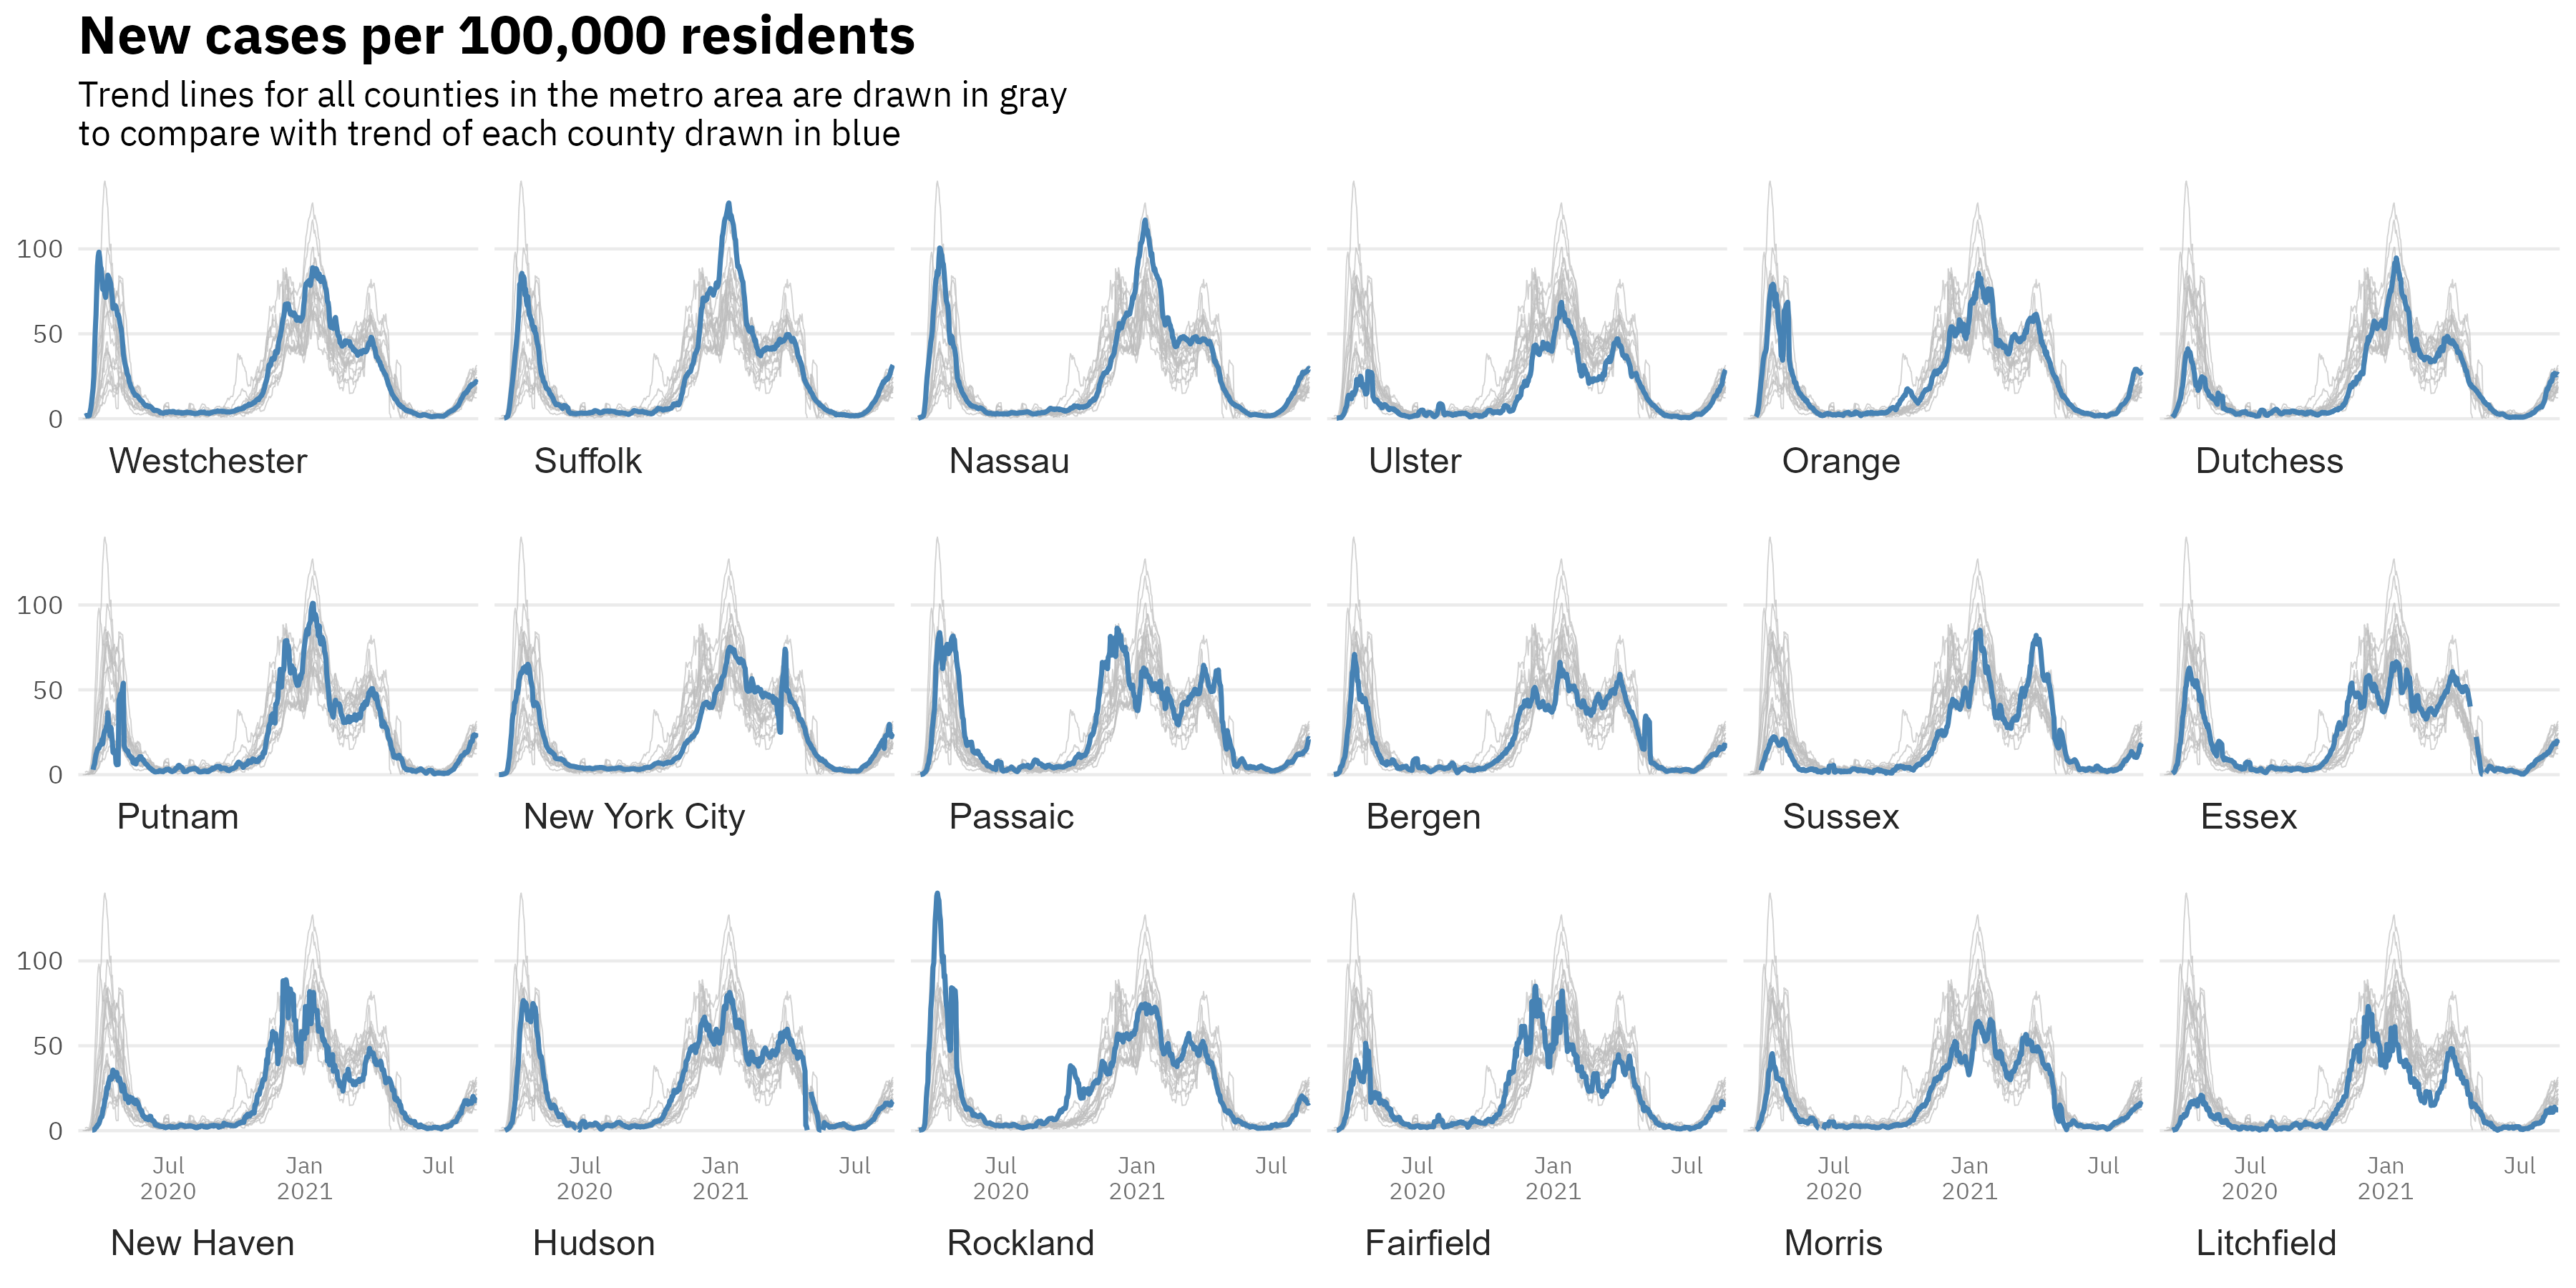 New cases per 100,000 residents
Trend lines for all counties in the metro area are drawn in gray
to compare with trend of each county drawn in blue
100
50
0
Westchester
Suffolk
Nassau
Ulster
Orange
Dutchess
100
50
0
Putnam
New York City
Passaic
Bergen
Sussex
Essex
100
50
0
Jul
2020
Jan
2021
Jul
Jul
2020
Jan
2021
Jul
Jul
2020
Jan
2021
Jul
Jul
2020
Jan
2021
Jul
Jul
2020
Jan
2021
Jul
Jul
2020
Jan
2021
Jul
New Haven
Hudson
Rockland
Fairfield
Morris
Litchfield